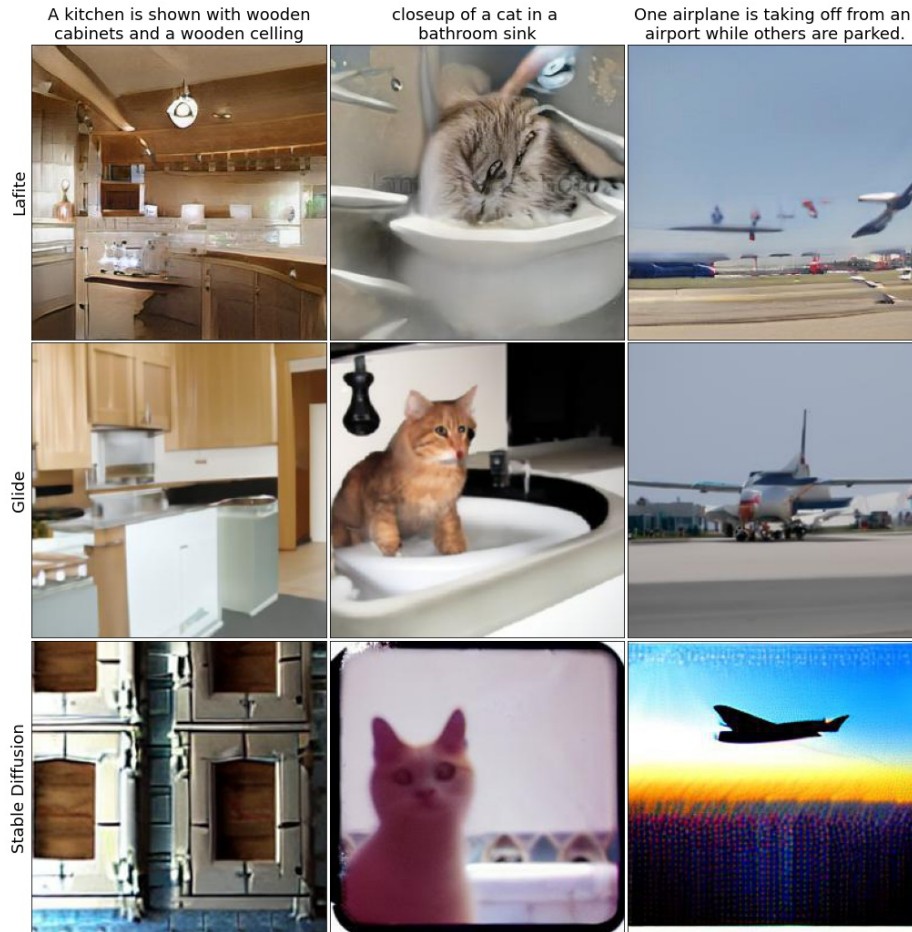 A kitchen is shown with wooden
cabinets and a wooden celling
closeup of a cat in a
bathroom sink
One airplane is taking off from an
airport while others are parked.
Lafite
Glide
Stable Diffusion